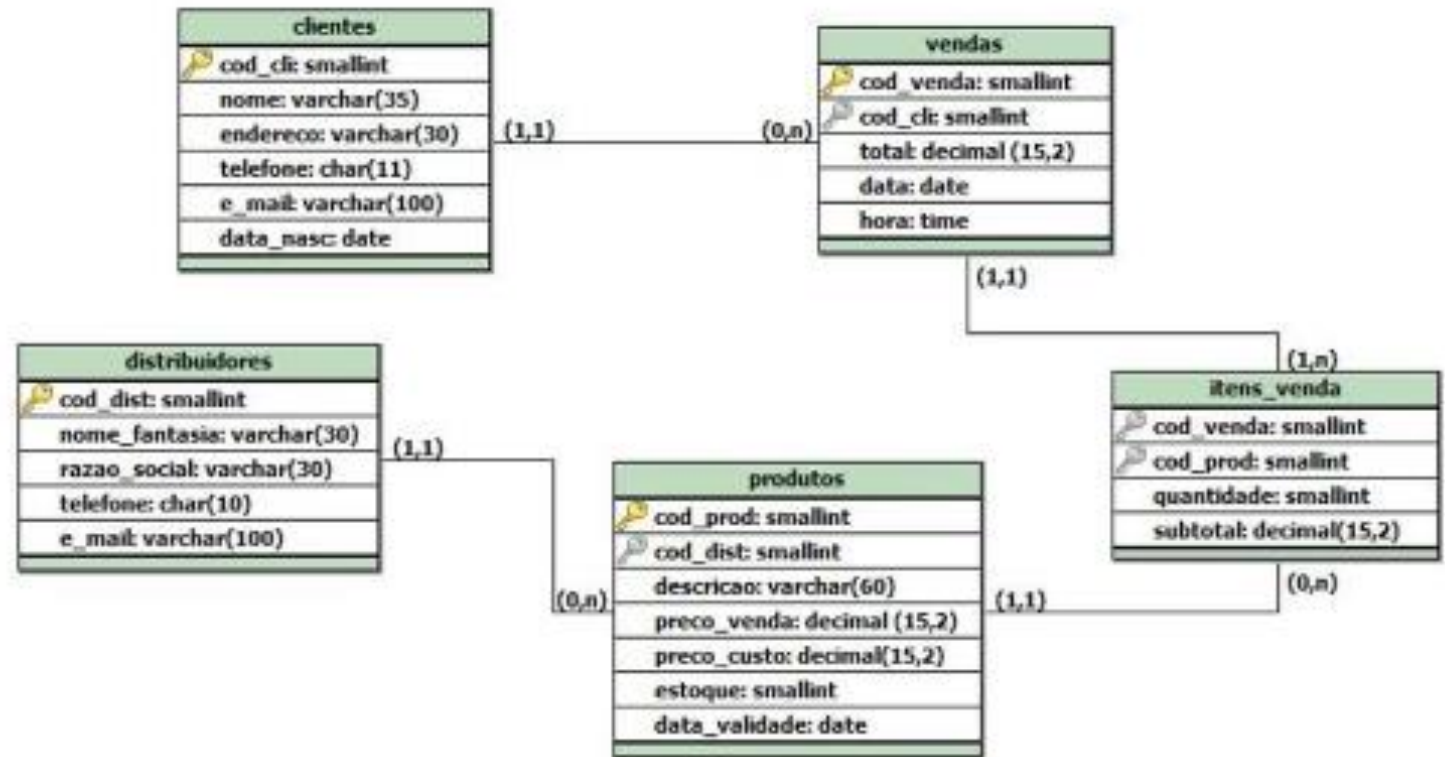 clientes
cod_cli: smallint
nome: varchar(35)
endereco: varchar(30)
telefone: char(11)
e_mail: varchar(100)
data_nasc: date
(1,1)
(0,n)
vendas
cod_venda: smallint
cod_cli: smallint
total: decimal (15,2)
data: date
hora: time
(1,1)
(1,n)
distribuidores
cod_dist: smallint
nome_fantasia: varchar(30)
razao_social: varchar(30)
telefone: char(10)
e_mail: varchar(100)
(1,1)
(0,n)
produtos
cod_prod: smallint
cod_dist: smallint
descricao: varchar(60)
preco_venda: decimal (15,2)
preco_custo: decimal(15,2)
estoque: smallint
data_validade: date
(1,1)
(0,n)
itens_venda
cod_venda: smallint
cod_prod: smallint
quantidade: smallint
subtotal: decimal(15,2)